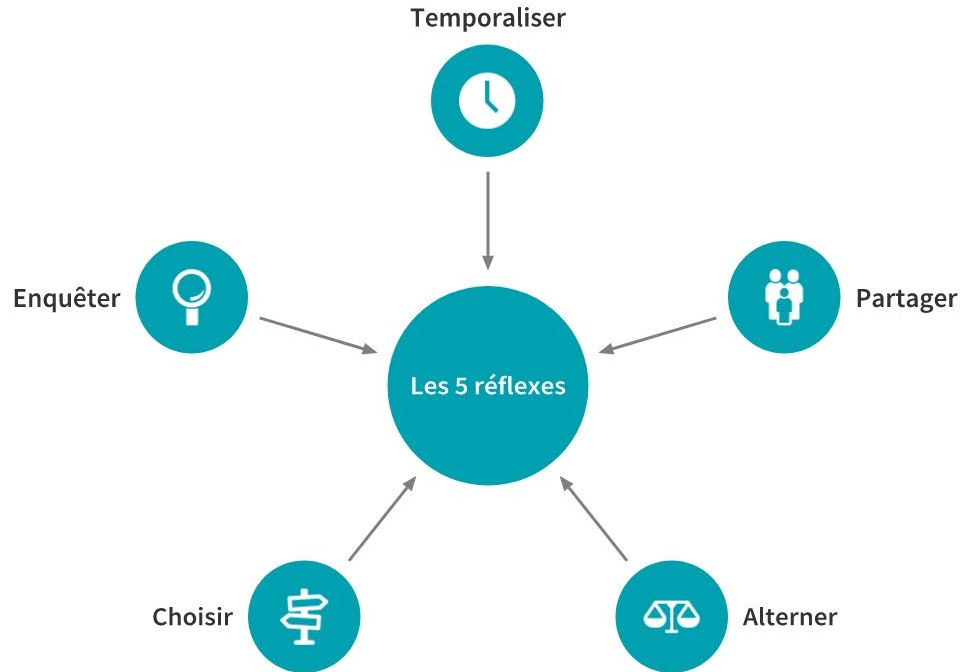 Temporaliser
Enquêter
Partager
Les 5 réflexes
Choisir
Alterner